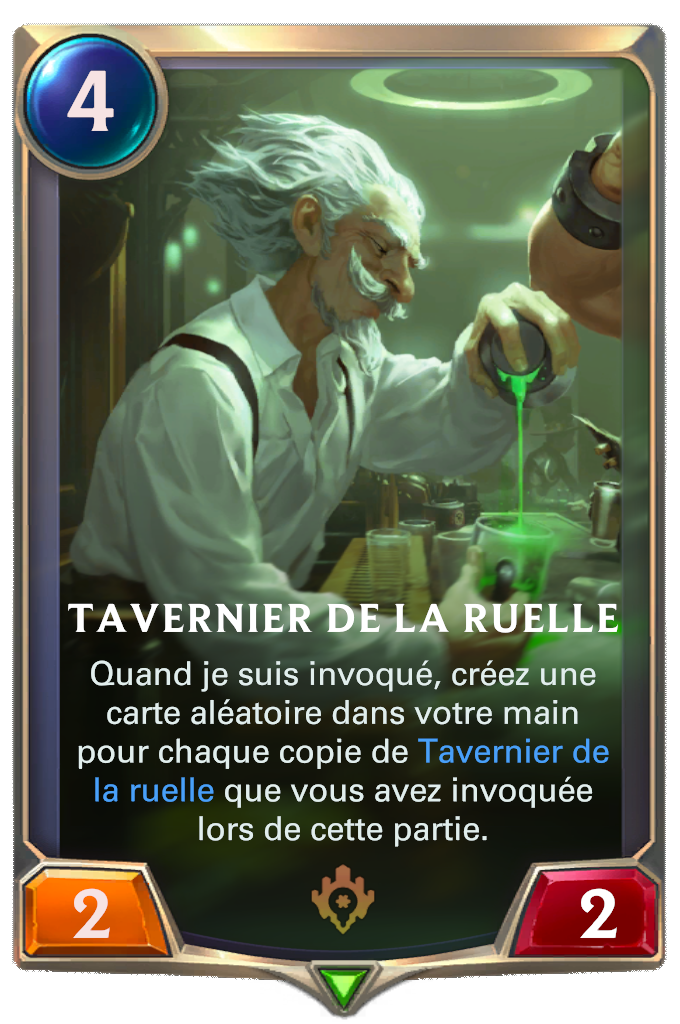 4
TAVERNIER DE LA RUELLE
Quand je suis invoqué, créez une
carte aléatoire dans votre main
pour chaque copie de Tavernier de
la ruelle que vous avez invoquée
lors de cette partie.
2
2